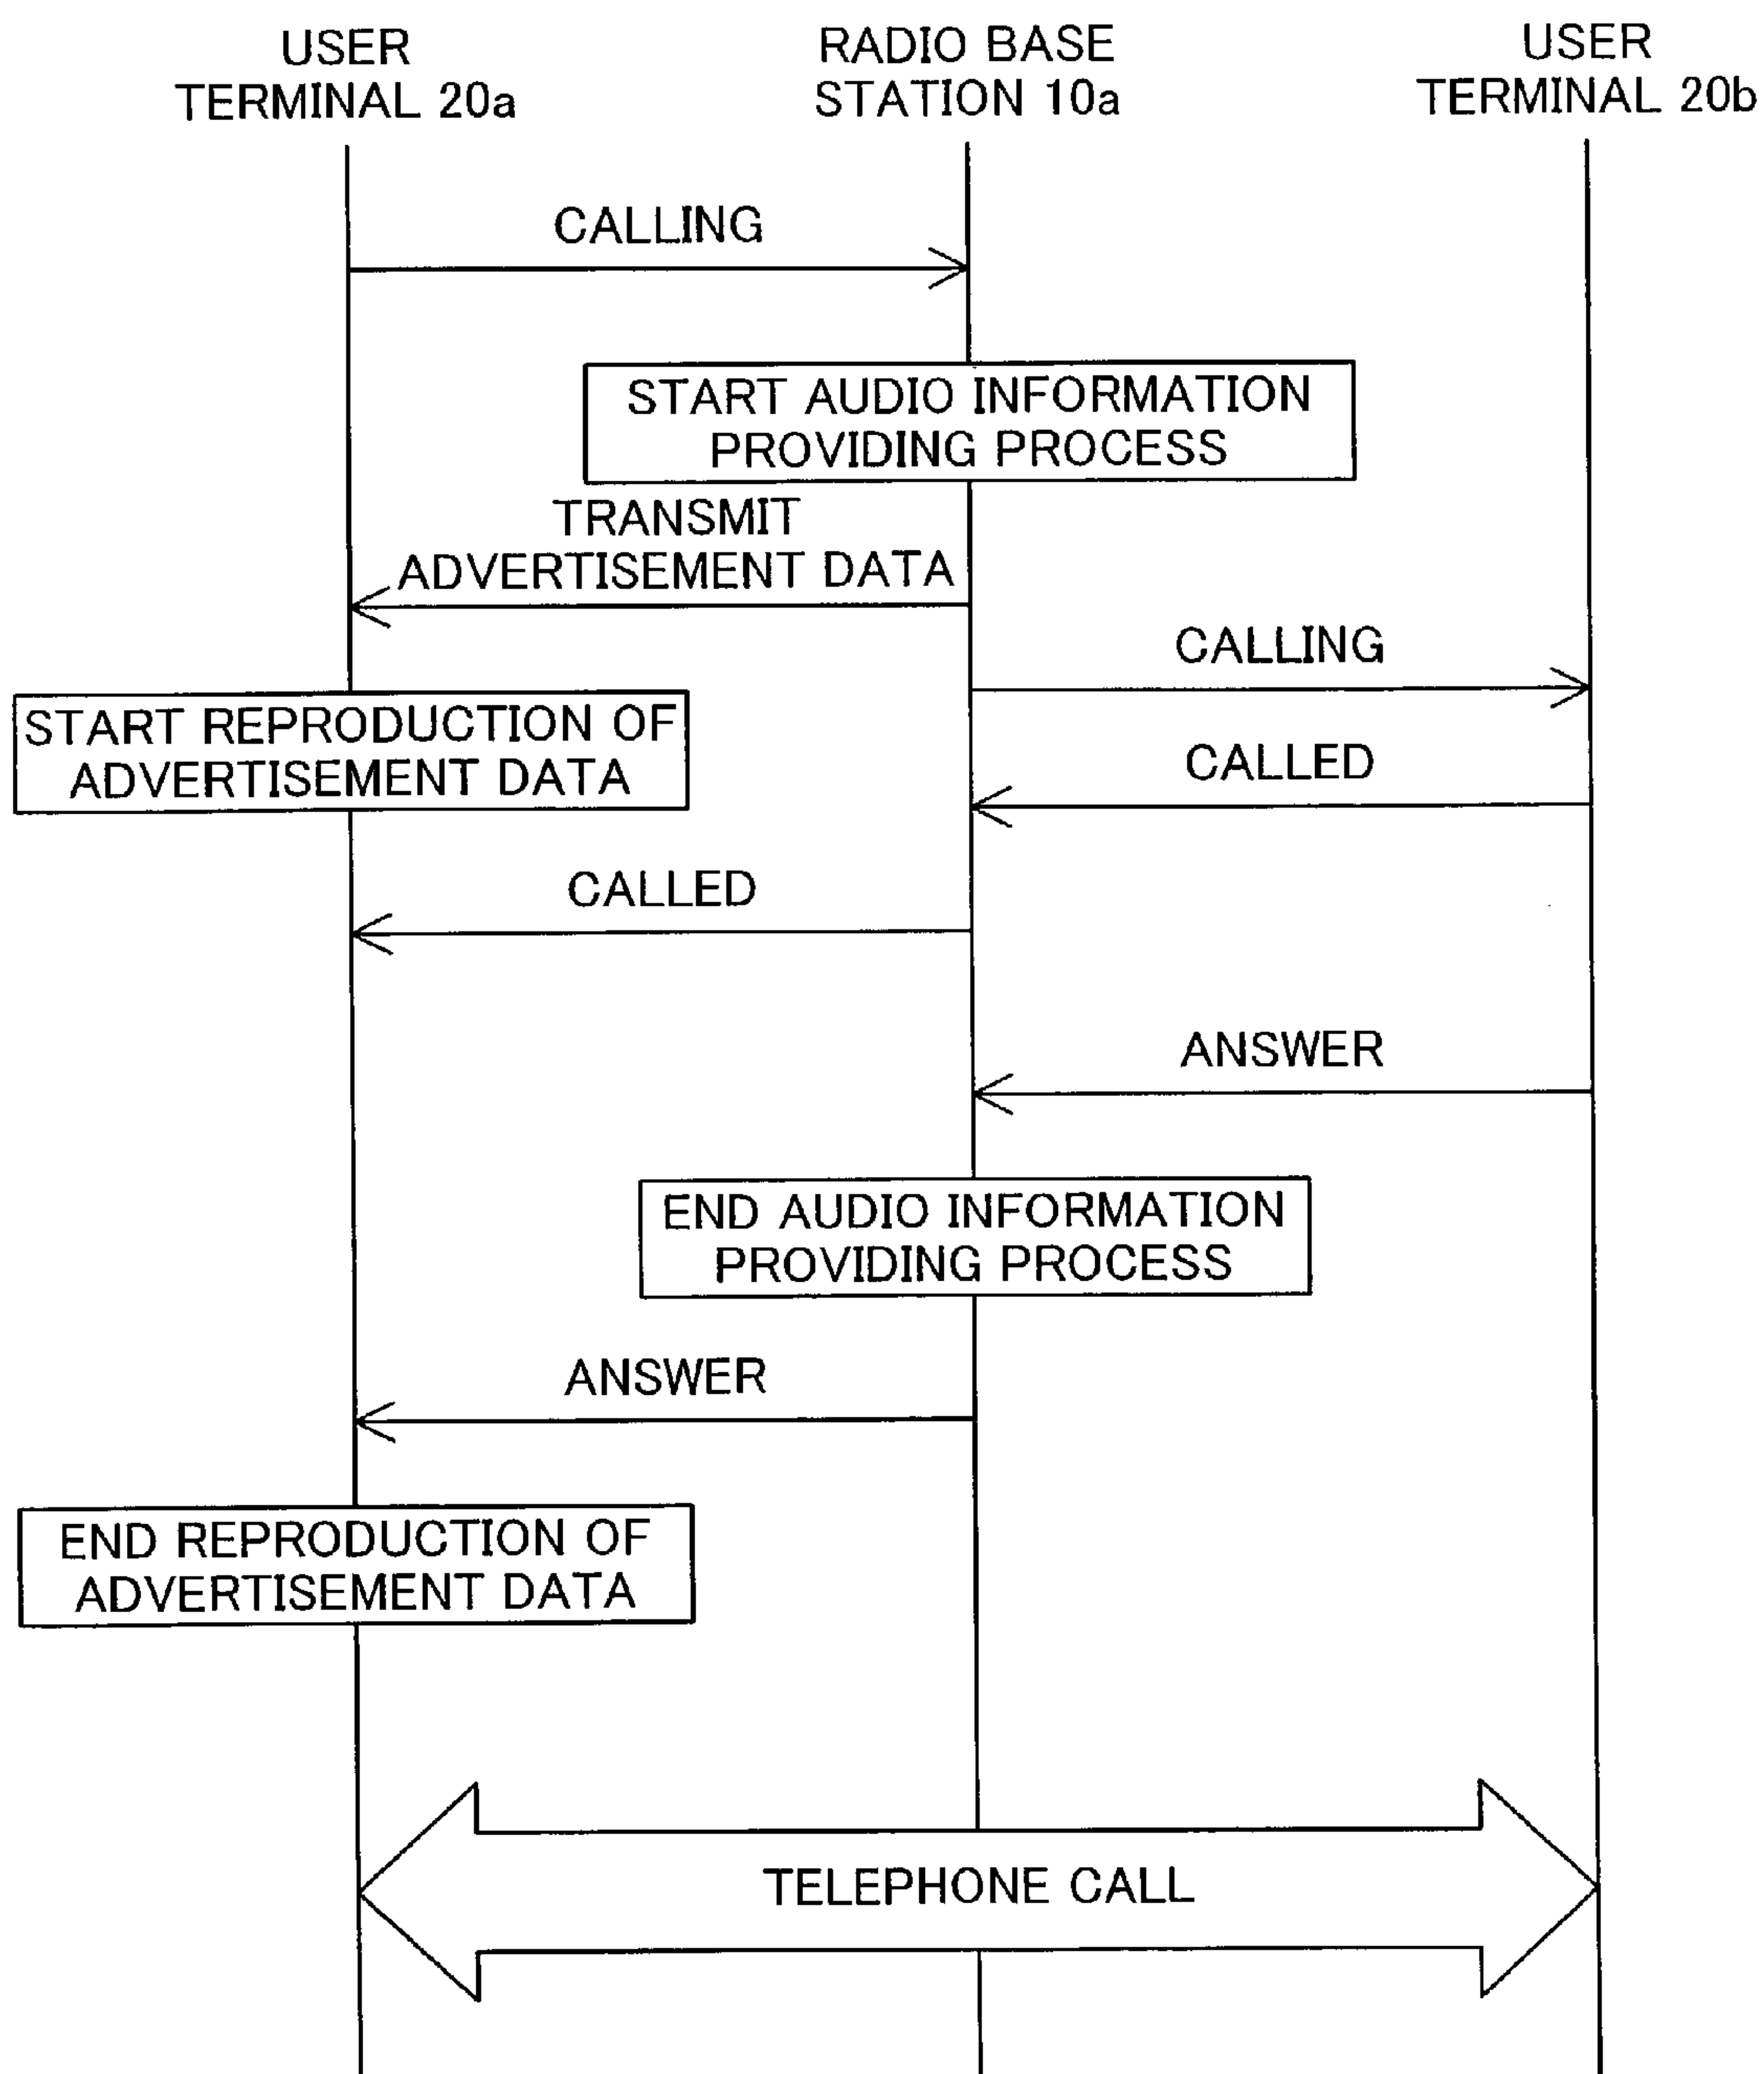 USER
TERMINAL 20a
RADIO BASE
STATION 10a
USER
TERMINAL 20b
CALLING
START AUDIO INFORMATION
PROVIDING PROCESS
TRANSMIT
ADVERTISEMENT DATA
CALLING
START REPRODUCTION OF
ADVERTISEMENT DATA
CALLED
CALLED
ANSWER
END AUDIO INFORMATION
PROVIDING PROCESS
ANSWER
END REPRODUCTION OF
ADVERTISEMENT DATA
TELEPHONE CALL